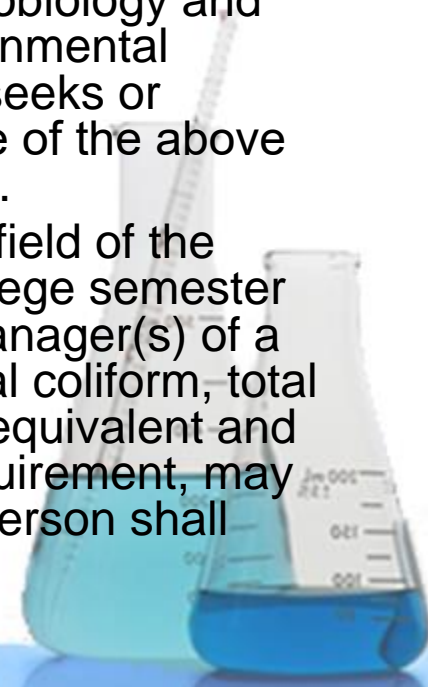 obiology and
nmental
seeks or
e of the above
.
field of the
ege semester
anager(s) of a
al coliform, total
equivalent and
uirement, may
erson shall